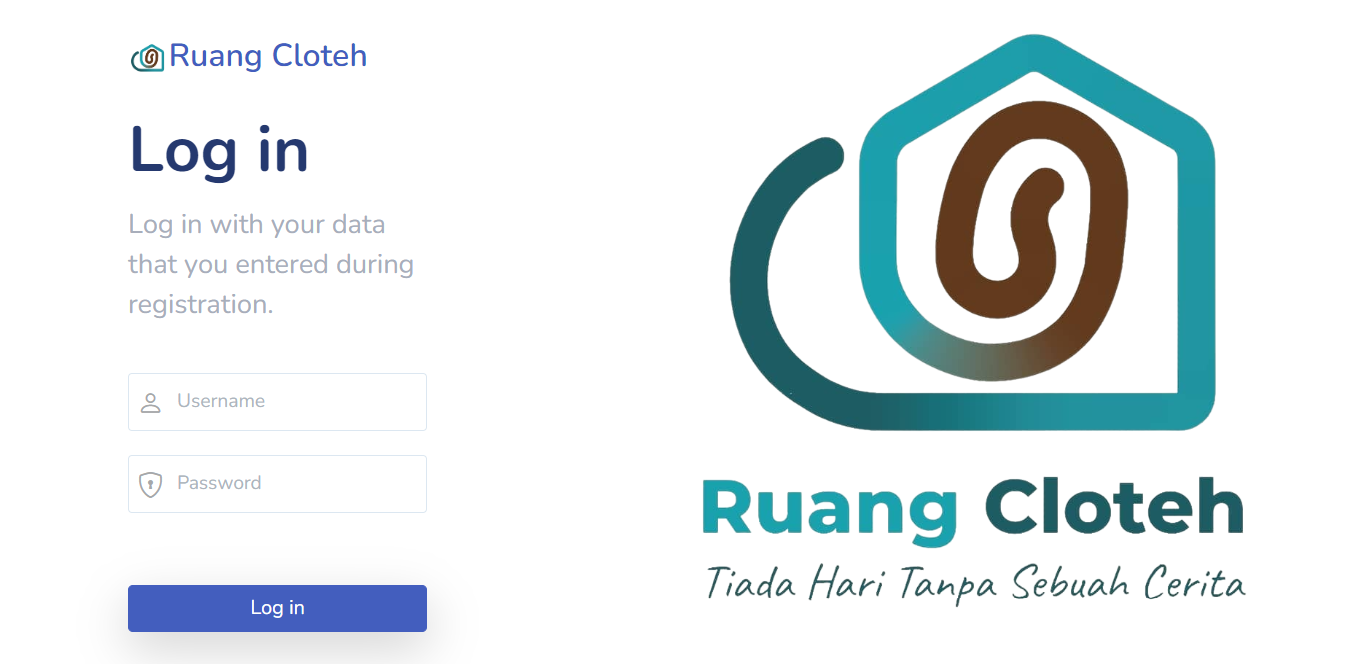 Ruang Cloteh
Log in
Log in with your data
that you entered during
registration.
Username
Password
Log in
Ruang Cloteh
Tiada Hari Tanpa Sebuah Cerita